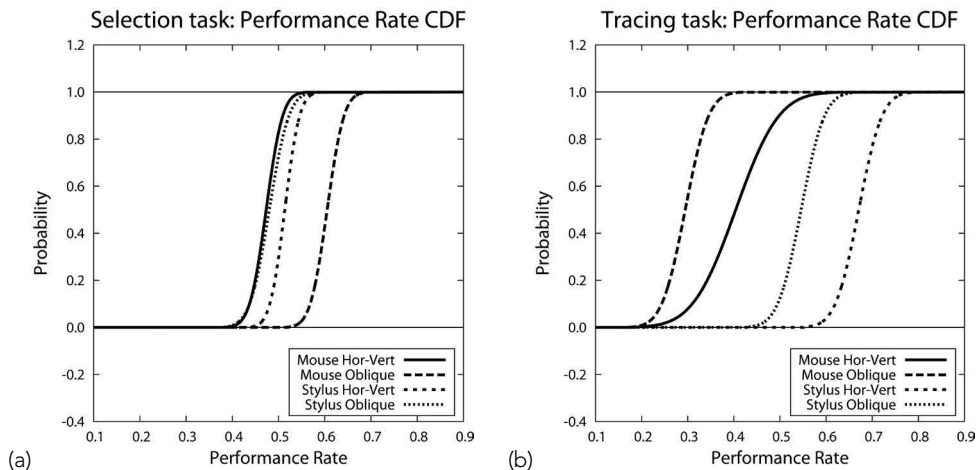 Selection task: Performance Rate CDF
1.2
1.0
0.8
0.6
0.4
0.2
0.0
-0.2
-0.4
Probability
Mouse Hor-Vert
Mouse Oblique
Stylus Hor-Vert
Stylus Oblique
0.1 0.2 0.3 0.4 0.5 0.6 0.7 0.8 0.9
Performance Rate
(a)
Tracing task: Performance Rate CDF
1.2
1.0
0.8
0.6
0.4
0.2
0.0
-0.2
-0.4
Probability
Mouse Hor-Vert
Mouse Oblique
Stylus Hor-Vert
Stylus Oblique
0.1 0.2 0.3 0.4 0.5 0.6 0.7 0.8 0.9
Performance Rate
(b)